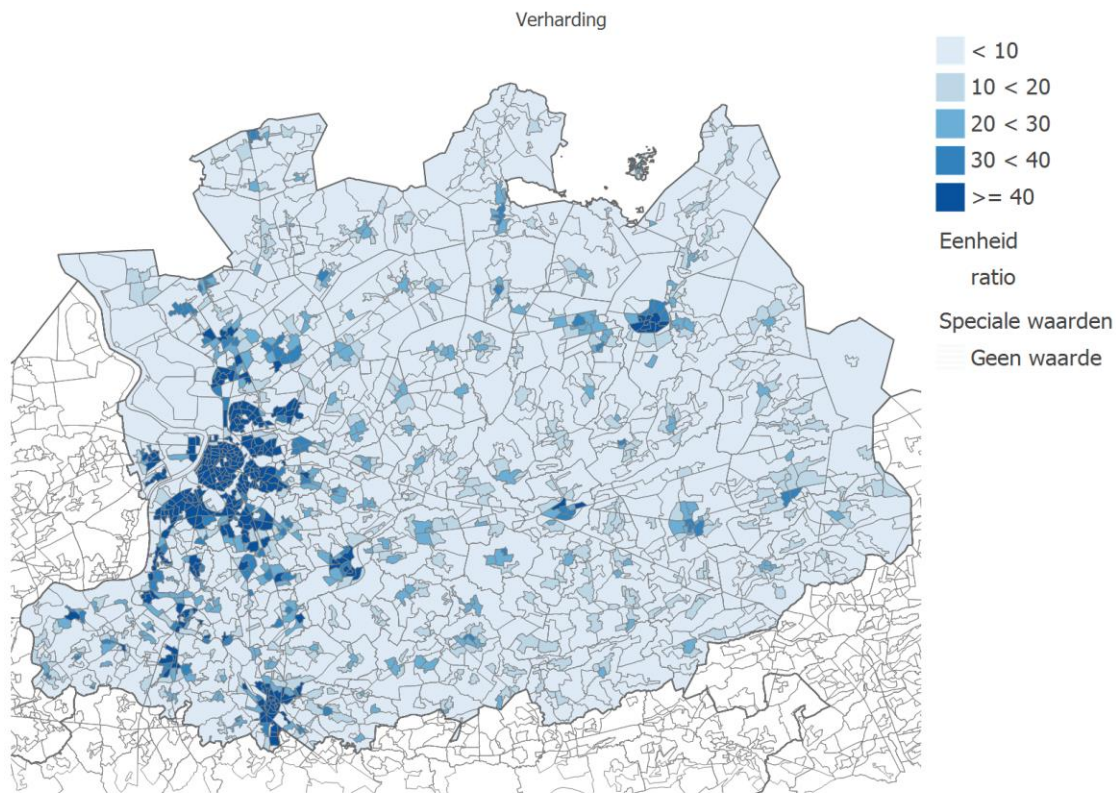 Verharding
< 10
10 < 20
20 < 30
30 < 40
>= 40
Eenheid
ratio
Speciale waarden
Geen waarde